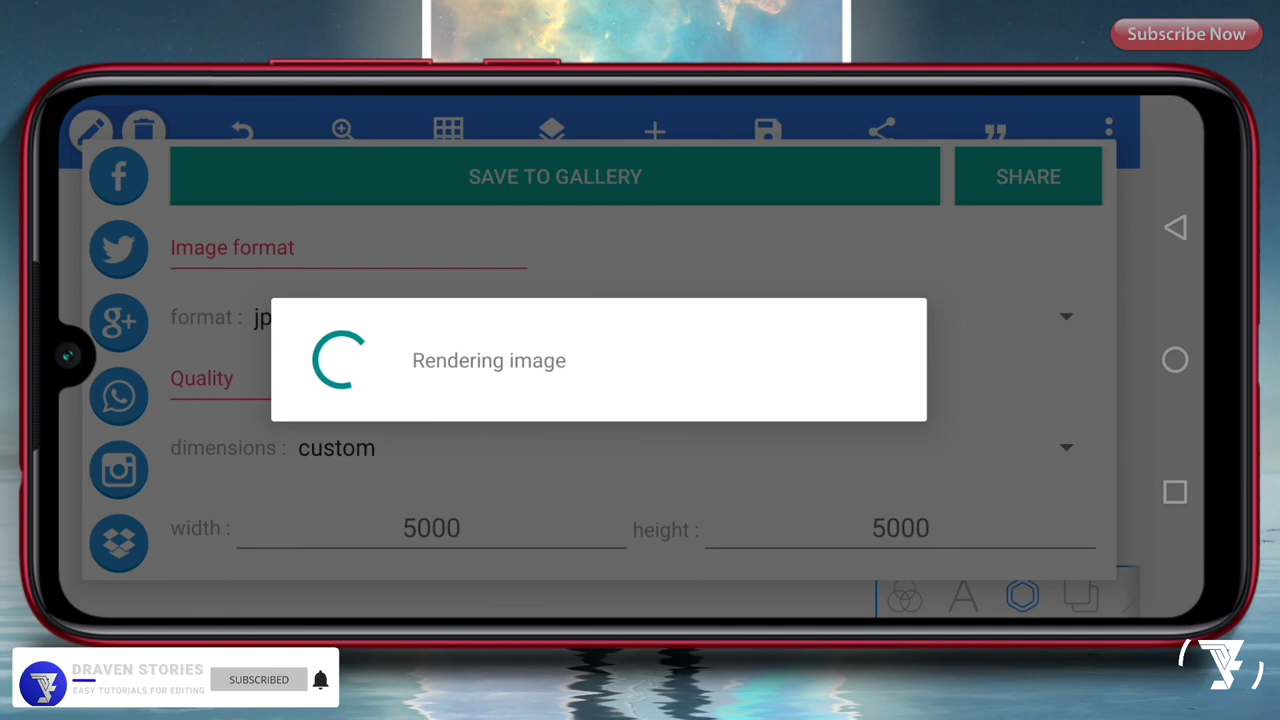 Subscribe Now
SAVE TO GALLERY
SHARE
Image format
format : jp
Rendering image
Quality
dimensions : custom
width : 5000 height : 5000
DRAVEN STORIES
EASY TUTORIALS FOR EDITING
SUBSCRIBED